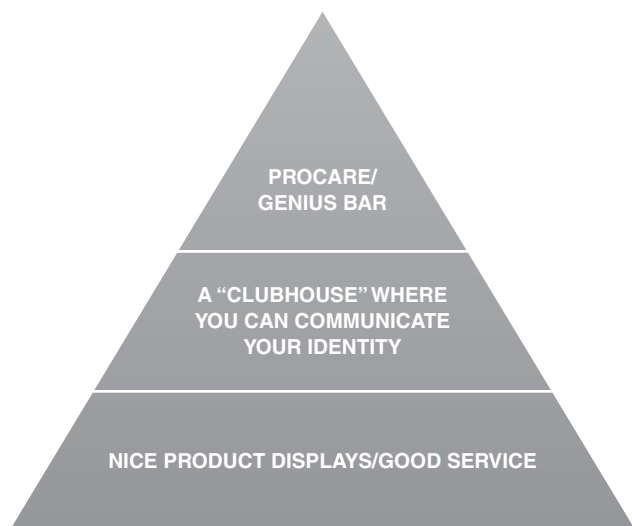 PROCARE/
GENIUS BAR
A “CLUBHOUSE” WHERE
YOU CAN COMMUNICATE
YOUR IDENTITY
NICE PRODUCT DISPLAYS/GOOD SERVICE